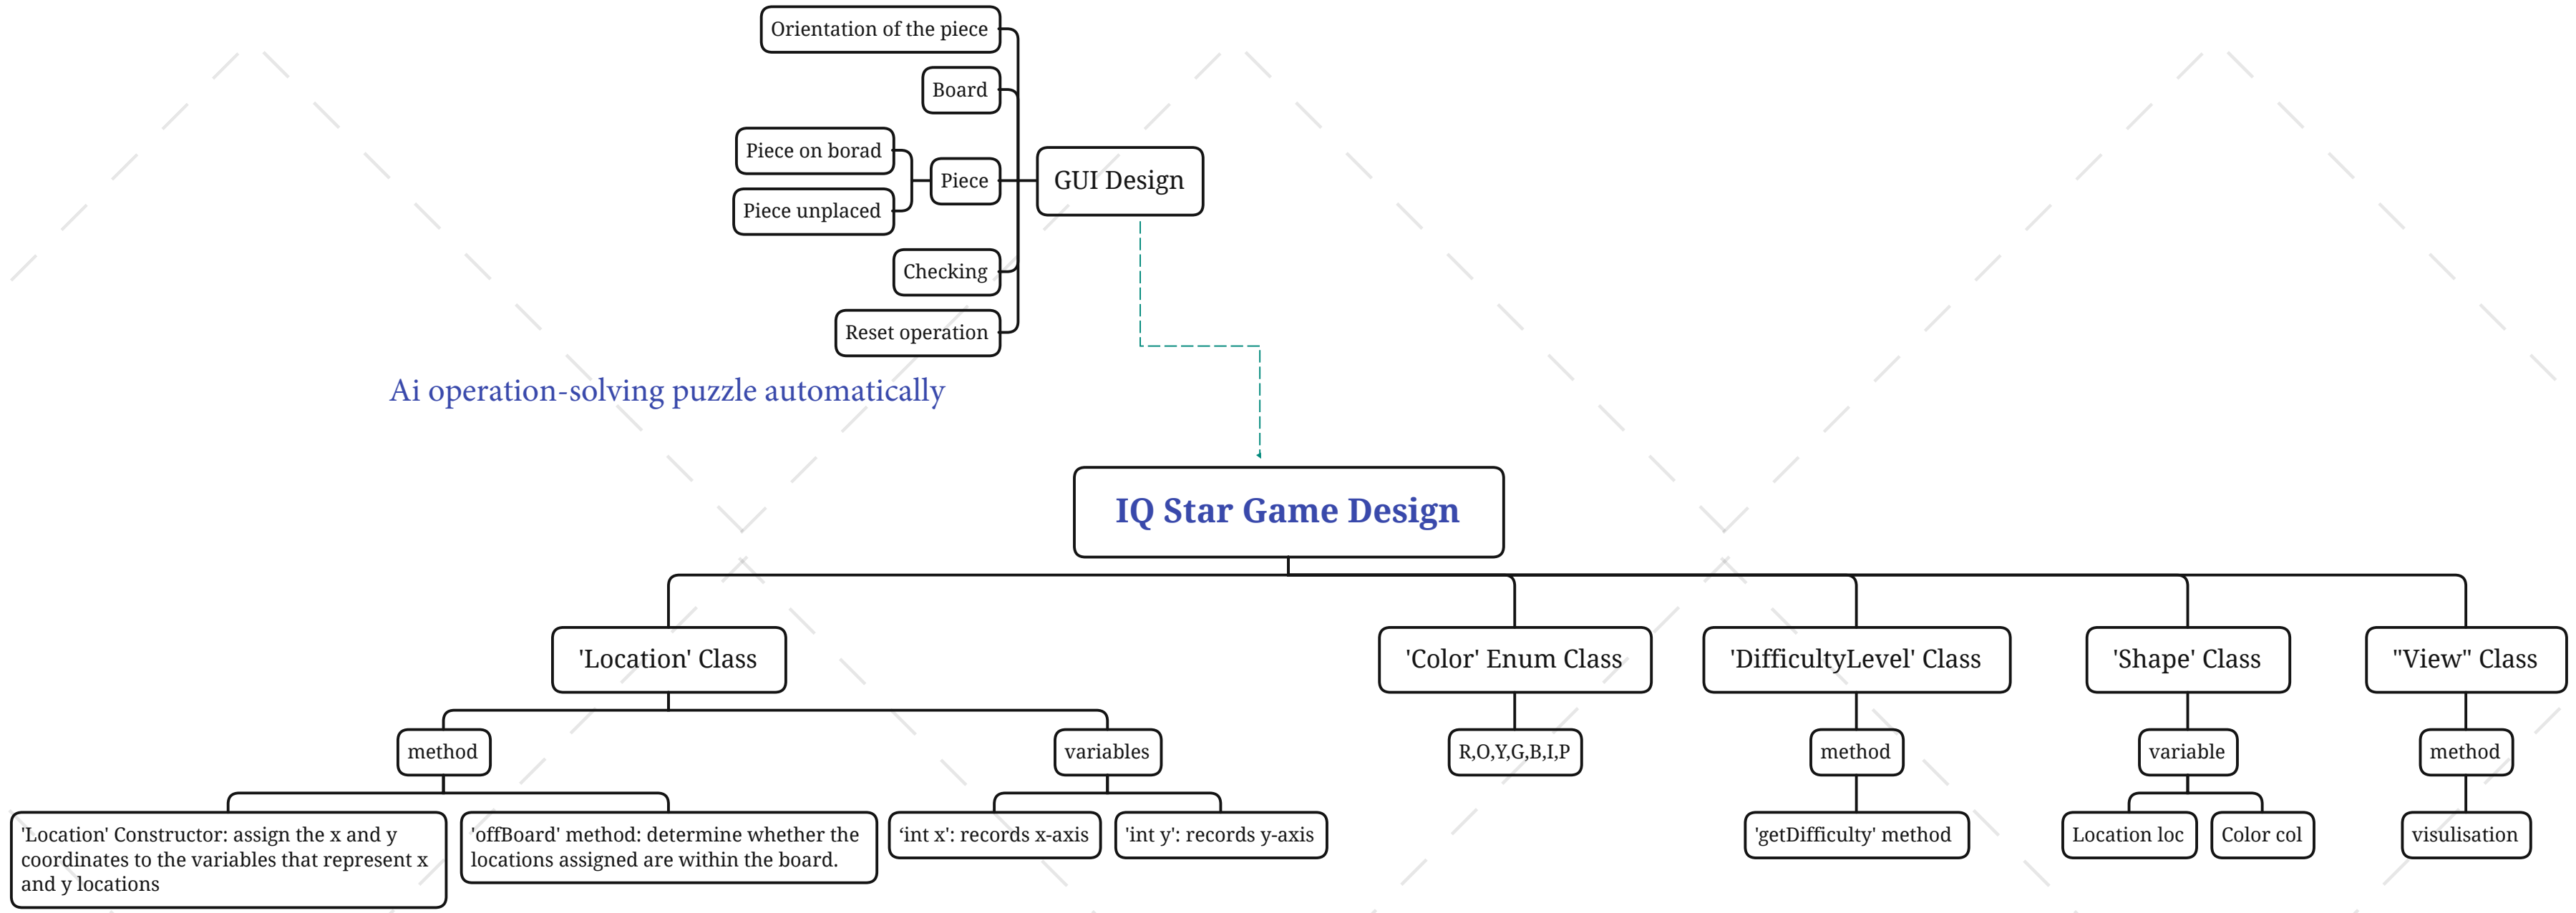 Orientation of the piece
Board
Piece on borad
Piece
Piece unplaced
GUI Design
Checking
Reset operation
Ai operation-solving puzzle automatically
IQ Star Game Design
'Location' Class
'Color' Enum Class
'DifficultyLevel' Class
'Shape' Class
"View" Class
method
variables
R,O,Y,G,B,I,P
method
variable
method
'Location' Constructor: assign the x and y
coordinates to the variables that represent x
and y locations
'offBoard' method: determine whether the
locations assigned are within the board.
‘int x': records x-axis
'int y': records y-axis
'getDifficulty' method
Location loc
Color col
visulisation